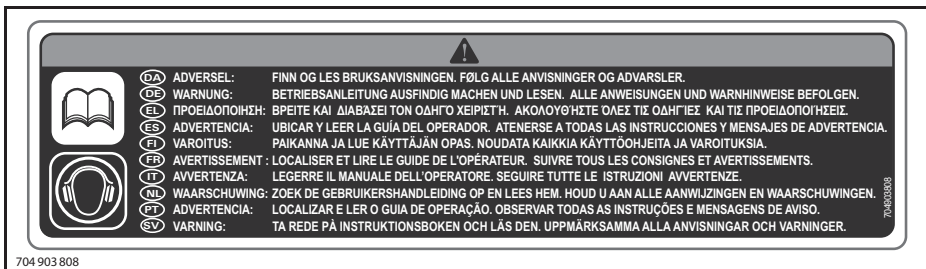 DA ADVERSEL: FINN OG LES BRUKSANVISNINGEN. FØLG ALLE ANVISNINGER OG ADVARSLER.
DE WARNUNG: BETRIEBSANLEITUNG AUSFINDIG MACHEN UND LESEN. ALLE ANWEISUNGEN UND WARNHINWEISE BEFOLGEN.
EL ΠΡΟΕΙΔΟΠΟΙΗΣΗ: ΒΡΕΙΤΕ ΚΑΙ ΔΙΑΒΆΣΕΙ ΤΟΝ ΟΔΗΓΌ ΧΕΙΡΙΣΤΉ. ΑΚΟΛΟΥΘΉΣΤΕ ΌΛΕΣ ΤΙΣ ΟΔΗΓΊΕΣ ΚΑΙ ΤΙΣ ΠΡΟΕΙΔΟΠΟΙΉΣΕΙΣ.
ES ADVERTENCIA: UBICAR Y LEER LA GUÍA DEL OPERADOR. ATENERSE A TODAS LAS INSTRUCCIONES Y MENSAJES DE ADVERTENCIA.
FI VAROITUS: PAIKANNA JA LUE KÄYTTÄJÄN OPAS. NOUDATA KAIKKIA KÄYTTÖOHJEITA JA VAROITUKSIA.
FR AVERTISSEMENT : LOCALISER ET LIRE LE GUIDE DE L'OPÉRATEUR. SUIVRE TOUS LES CONSIGNES ET AVERTISSEMENTS.
IT AVVERTENZA: LEGERRE IL MANUALE DELL'OPERATORE. SEGUIRE TUTTE LE ISTRUZIONI AVVERTENZE.
NL WAARSCHUWING: ZOEK DE GEBRUIKERSHANDLEIDING OP EN LEES HEM. HOUD U AAN ALLE AANWIJZINGEN EN WAARSCHUWINGEN.
PT ADVERTENCIA: LOCALIZAR E LER O GUIA DE OPERAÇÃO. OBSERVAR TODAS AS INSTRUÇÕES E MENSAGENS DE AVISO.
SV VARNING: TA REDE PÀ INSTRUKTIONSBOKEN OCH LÄS DEN. UPPMÄRKSAMMA ALLA ANVISNINGAR OCH VARNINGER.
704903808
704 903 808